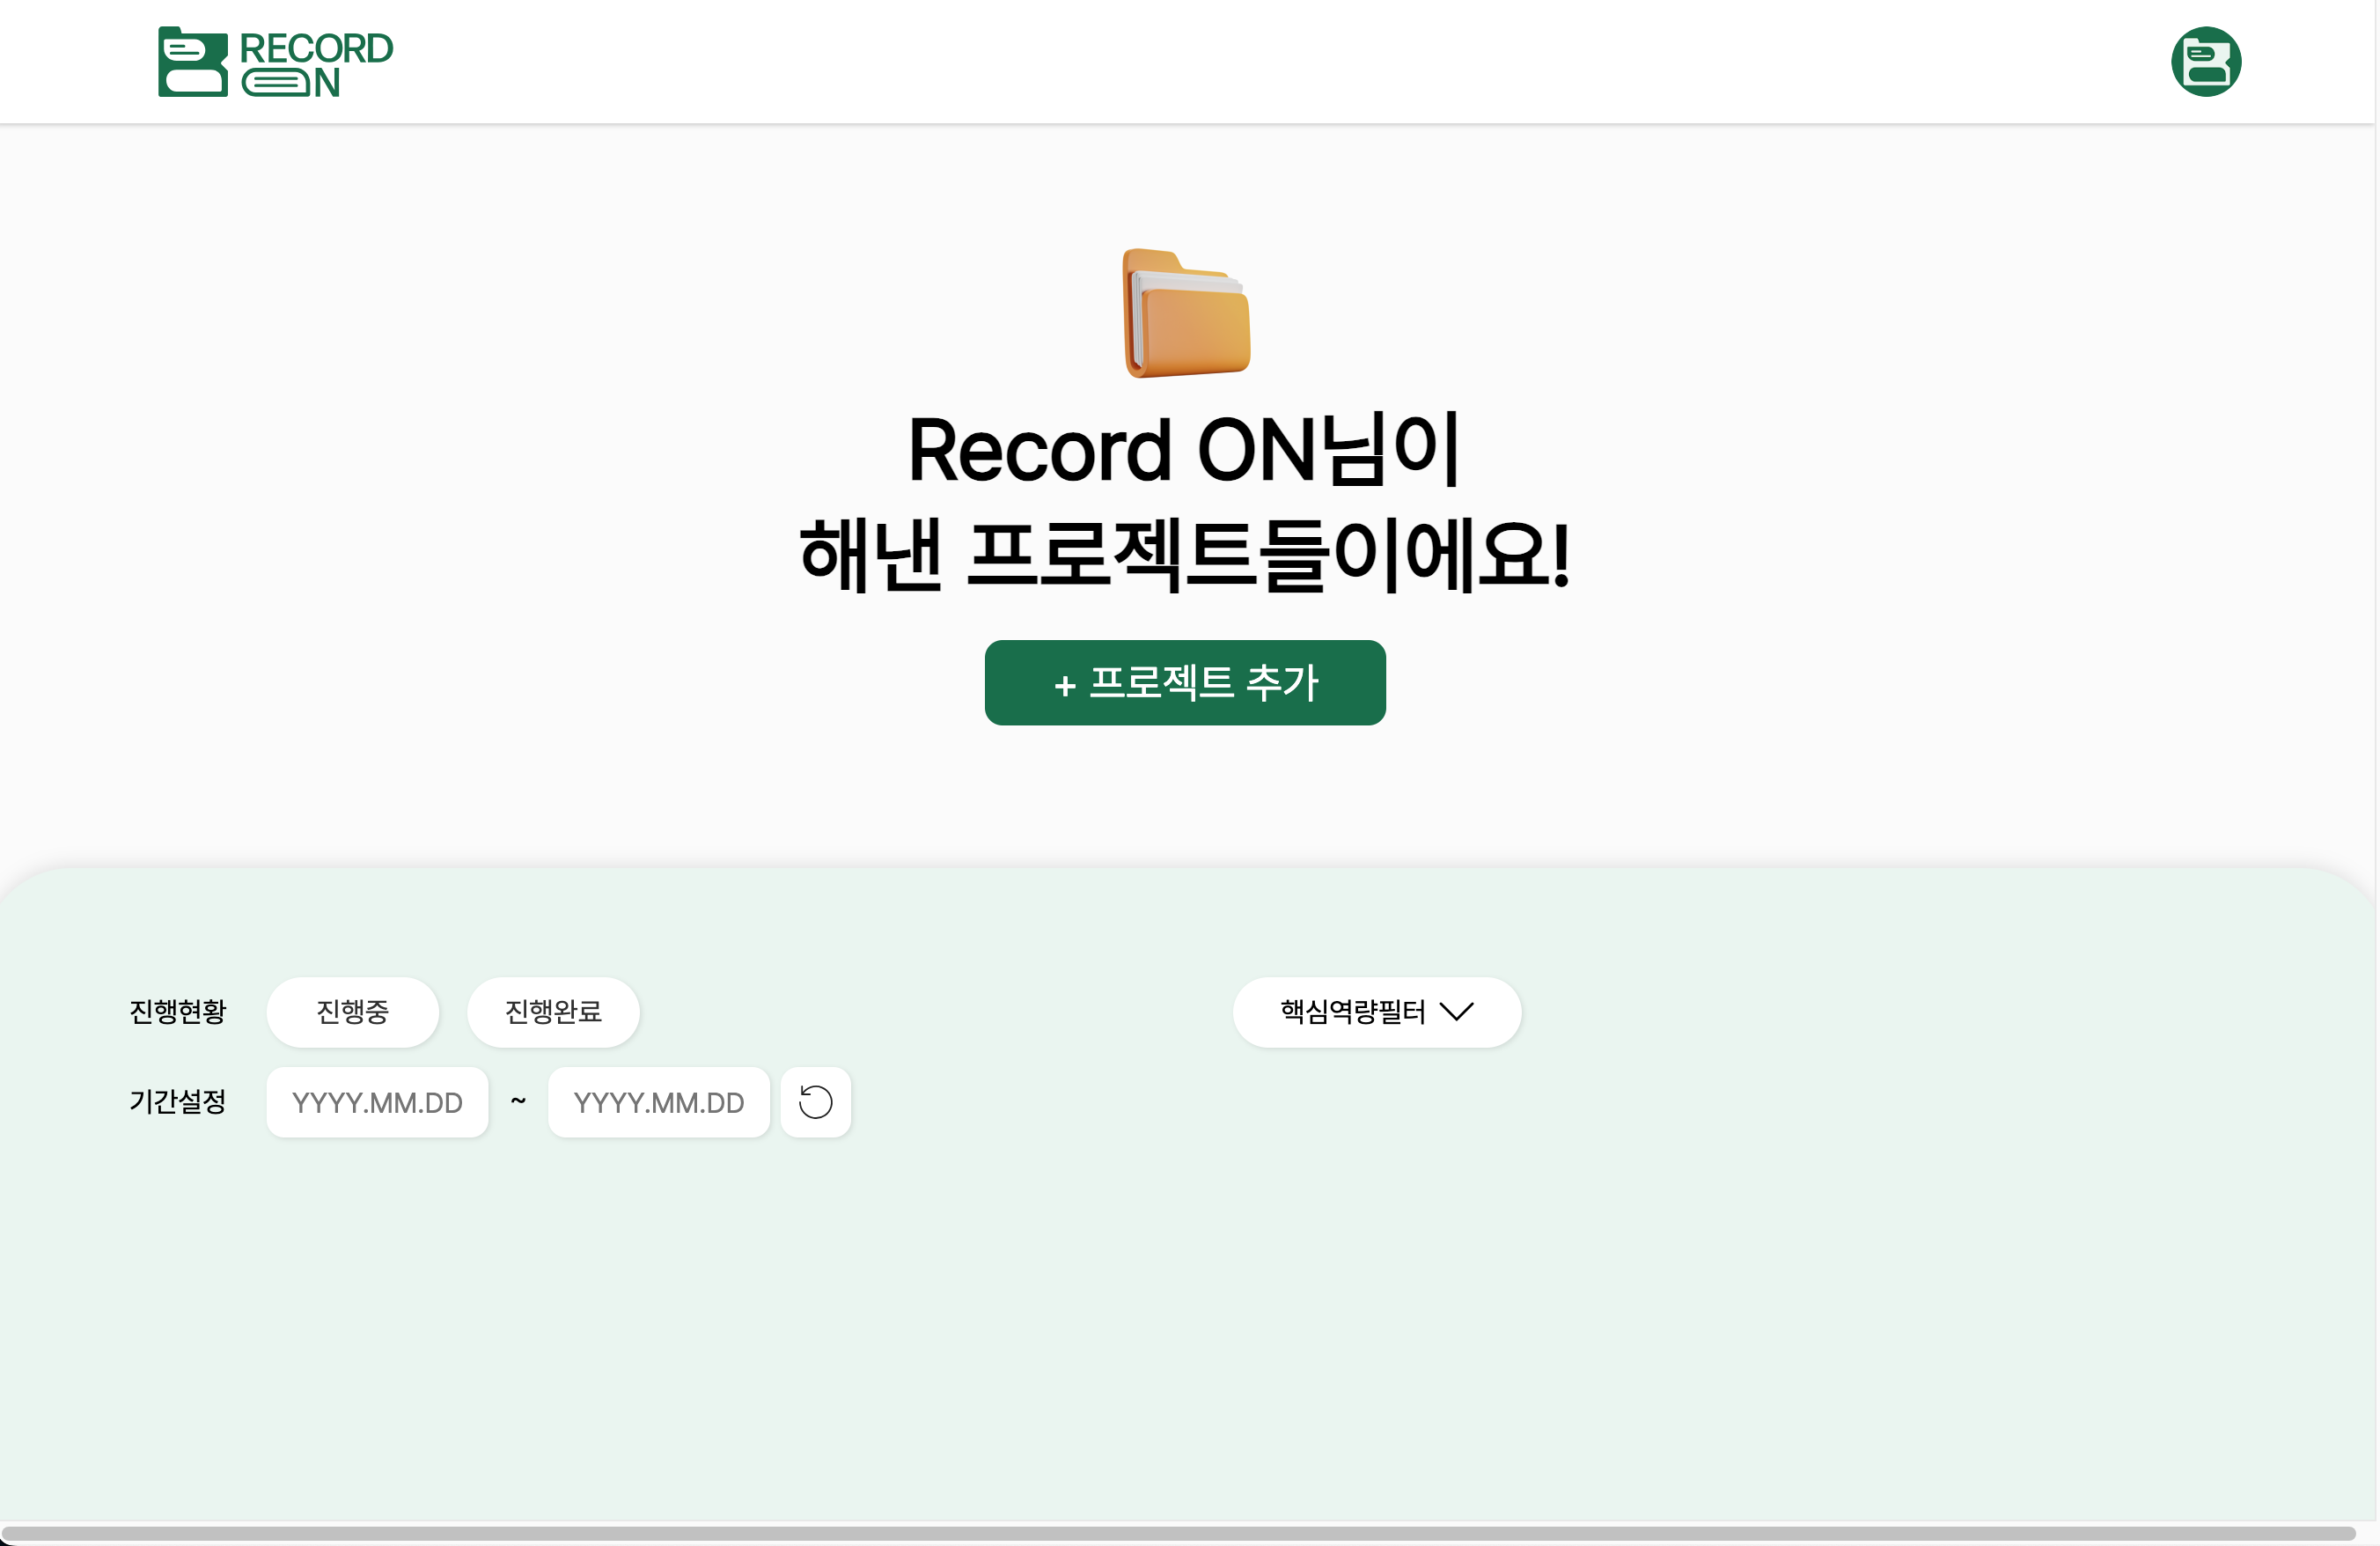 RECORD
ON
Record ON님이
해낸 프로젝트들이에요!
+ 프로젝트 추가
진행현황 진행중 진행완료 핵심역량필터
기간설정 YYYY.MM.DD ~ YYYY.MM.DD